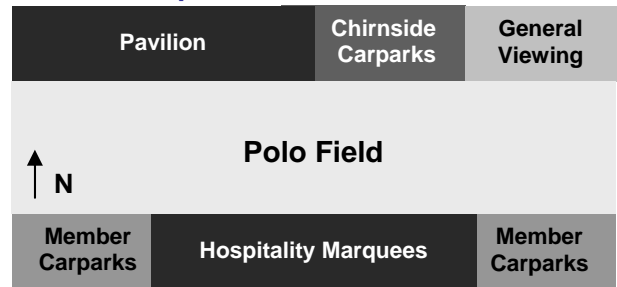 Pavilion
Chirnside
Carparks
General
Viewing
Polo Field
N
Member
Carparks
Hospitality Marquees
Member
Carparks